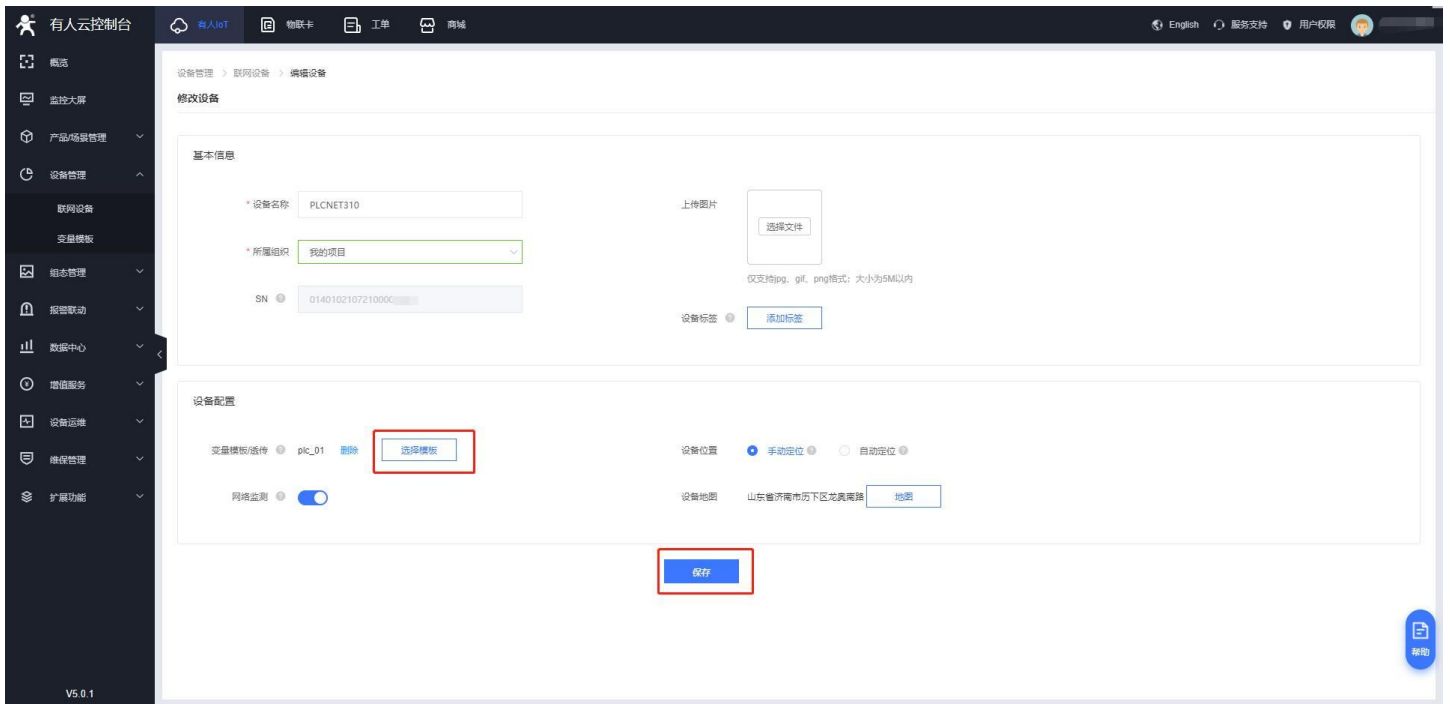 有人云控制台
有人IoT 物联卡 工单 商城 English 服务支持 用户权限
概览
监控大屏
产品/场景管理
设备管理
联网设备
变量模板
组态管理
报警联动
数据中心
增值服务
设备运维
维保管理
扩展功能
V5.0.1
设备管理 > 联网设备 > 编辑设备
修改设备
基本信息
* 设备名称 PLCNET310
* 所属组织 我的项目
SN 0140102107210000
上传图片 选择文件
仅支持jpg、gif、png格式；大小为5M以内
设备标签 添加标签
设备配置
变量模板/透传 plc_01 删除 选择模板
网络监测
设备位置 手动定位 自动定位
设备地图 山东省济南市历下区龙奥南路 地图
保存
帮助